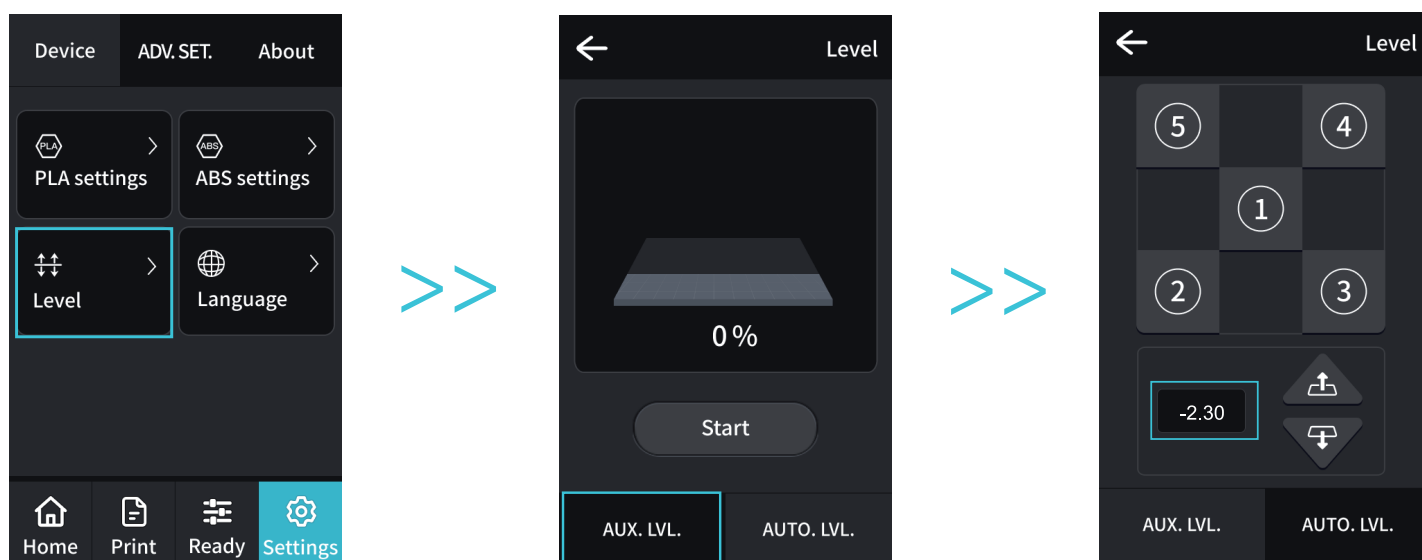 Device ADV. SET. About
PLA ABS
PLA settings ABS settings
Level Language
Home Print Ready Settings
>>
Level
0 %
Start
AUX. LVL. AUTO. LVL.
>>
Level
5 4
1
2 3
-2.30
AUX. LVL. AUTO. LVL.